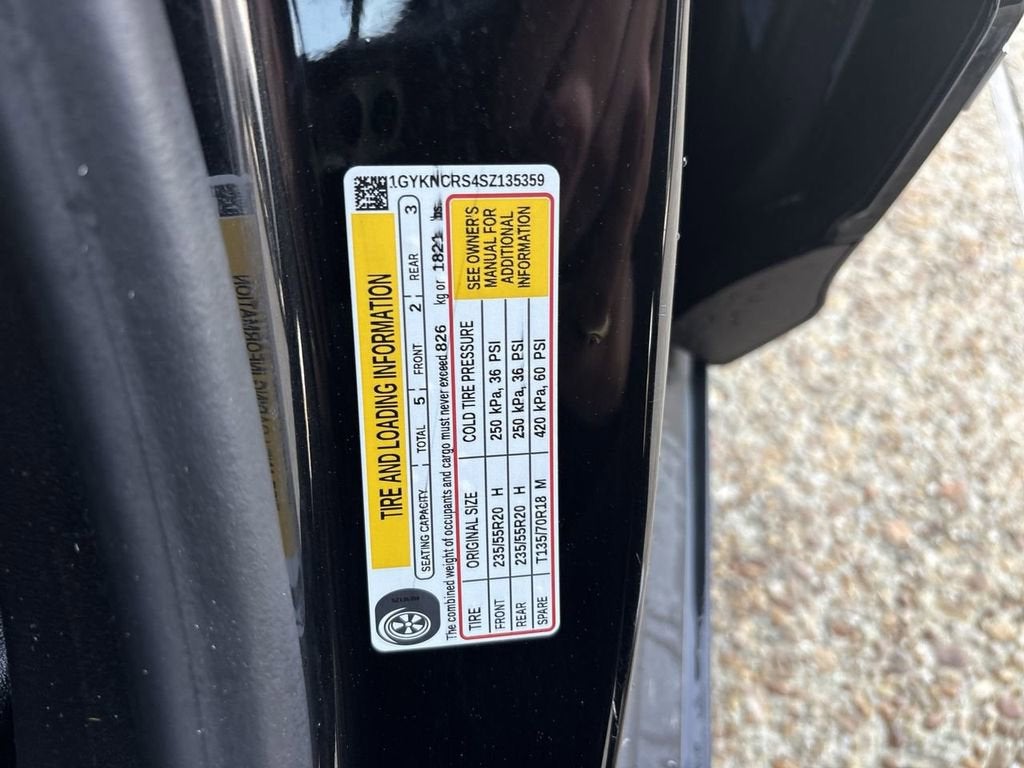 1GYKNCRS4SZ135359
TIRE AND LOADING INFORMATION
SEATING CAPACITY TOTAL 5 FRONT 2 REAR 3
The combined weight of occupants and cargo must never exceed 826 kg or 1821 lbs
TIRE ORIGINAL SIZE COLD TIRE PRESSURE
FRONT 235/55R20 H 250 kPa, 36 PSI
REAR 235/55R20 H 250 kPa, 36 PSI
SPARE T135/70R18 M 420 kPa, 60 PSI
SEE OWNER'S
MANUAL FOR
ADDITIONAL
INFORMATION